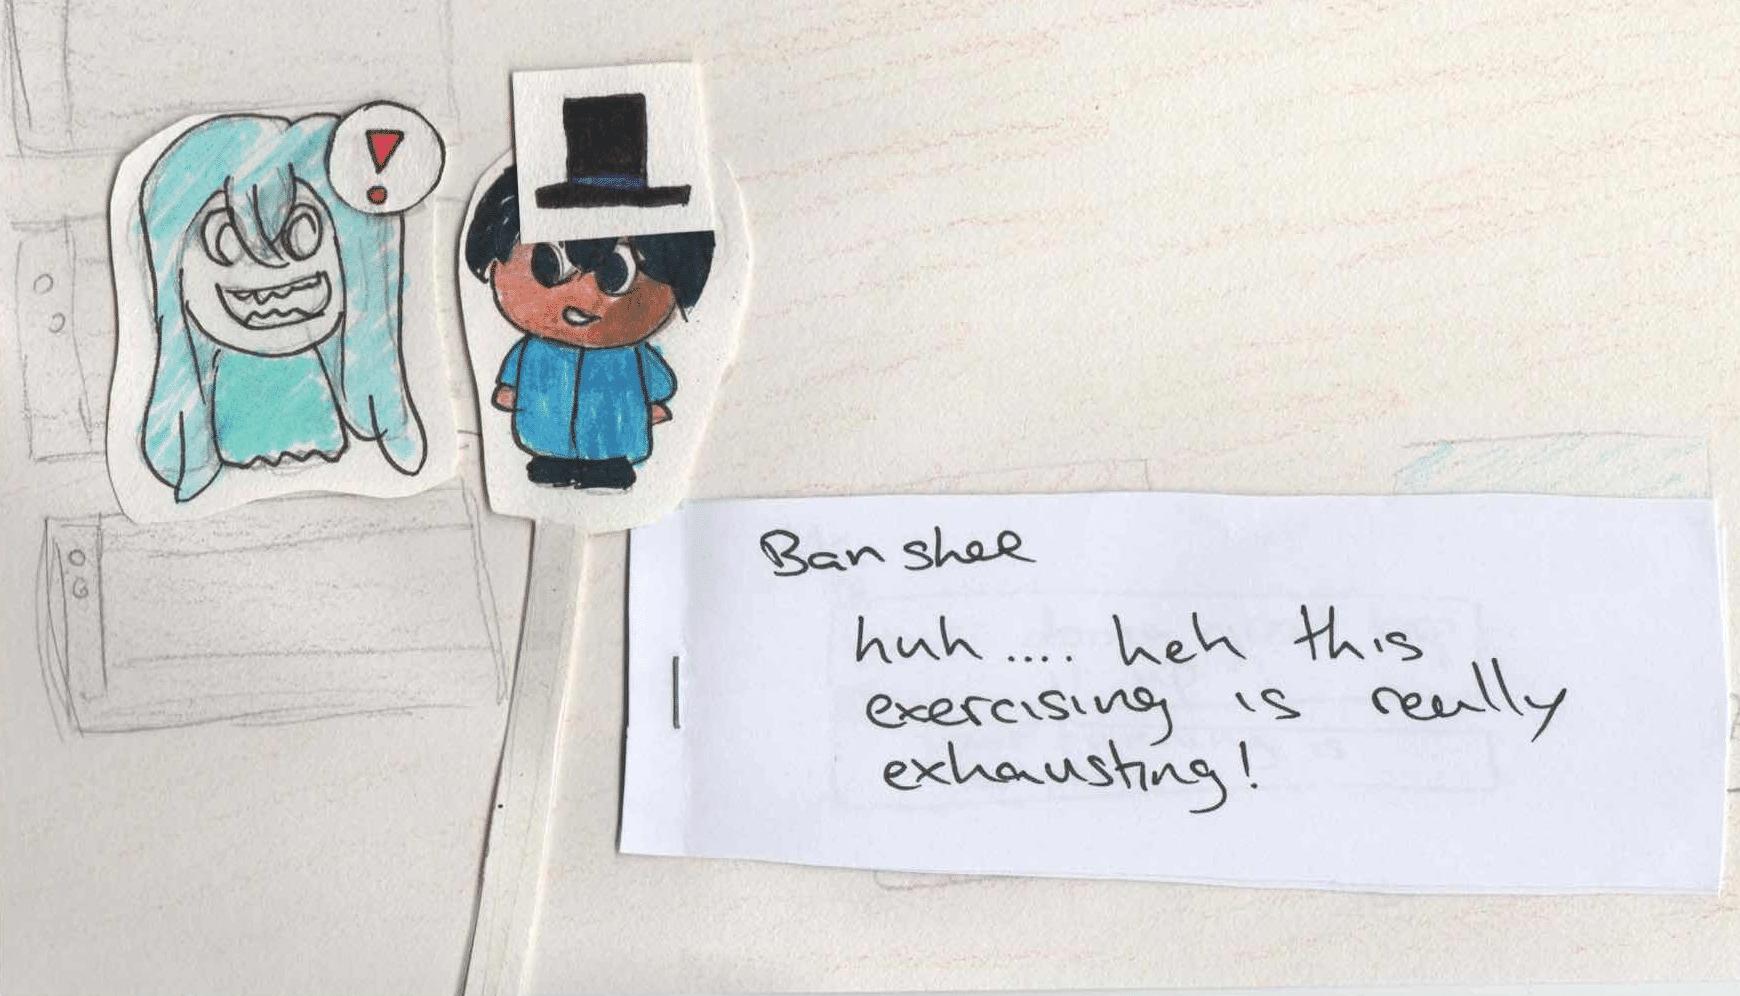 Banshee
huh.... heh this
exercising is really
exhausting!